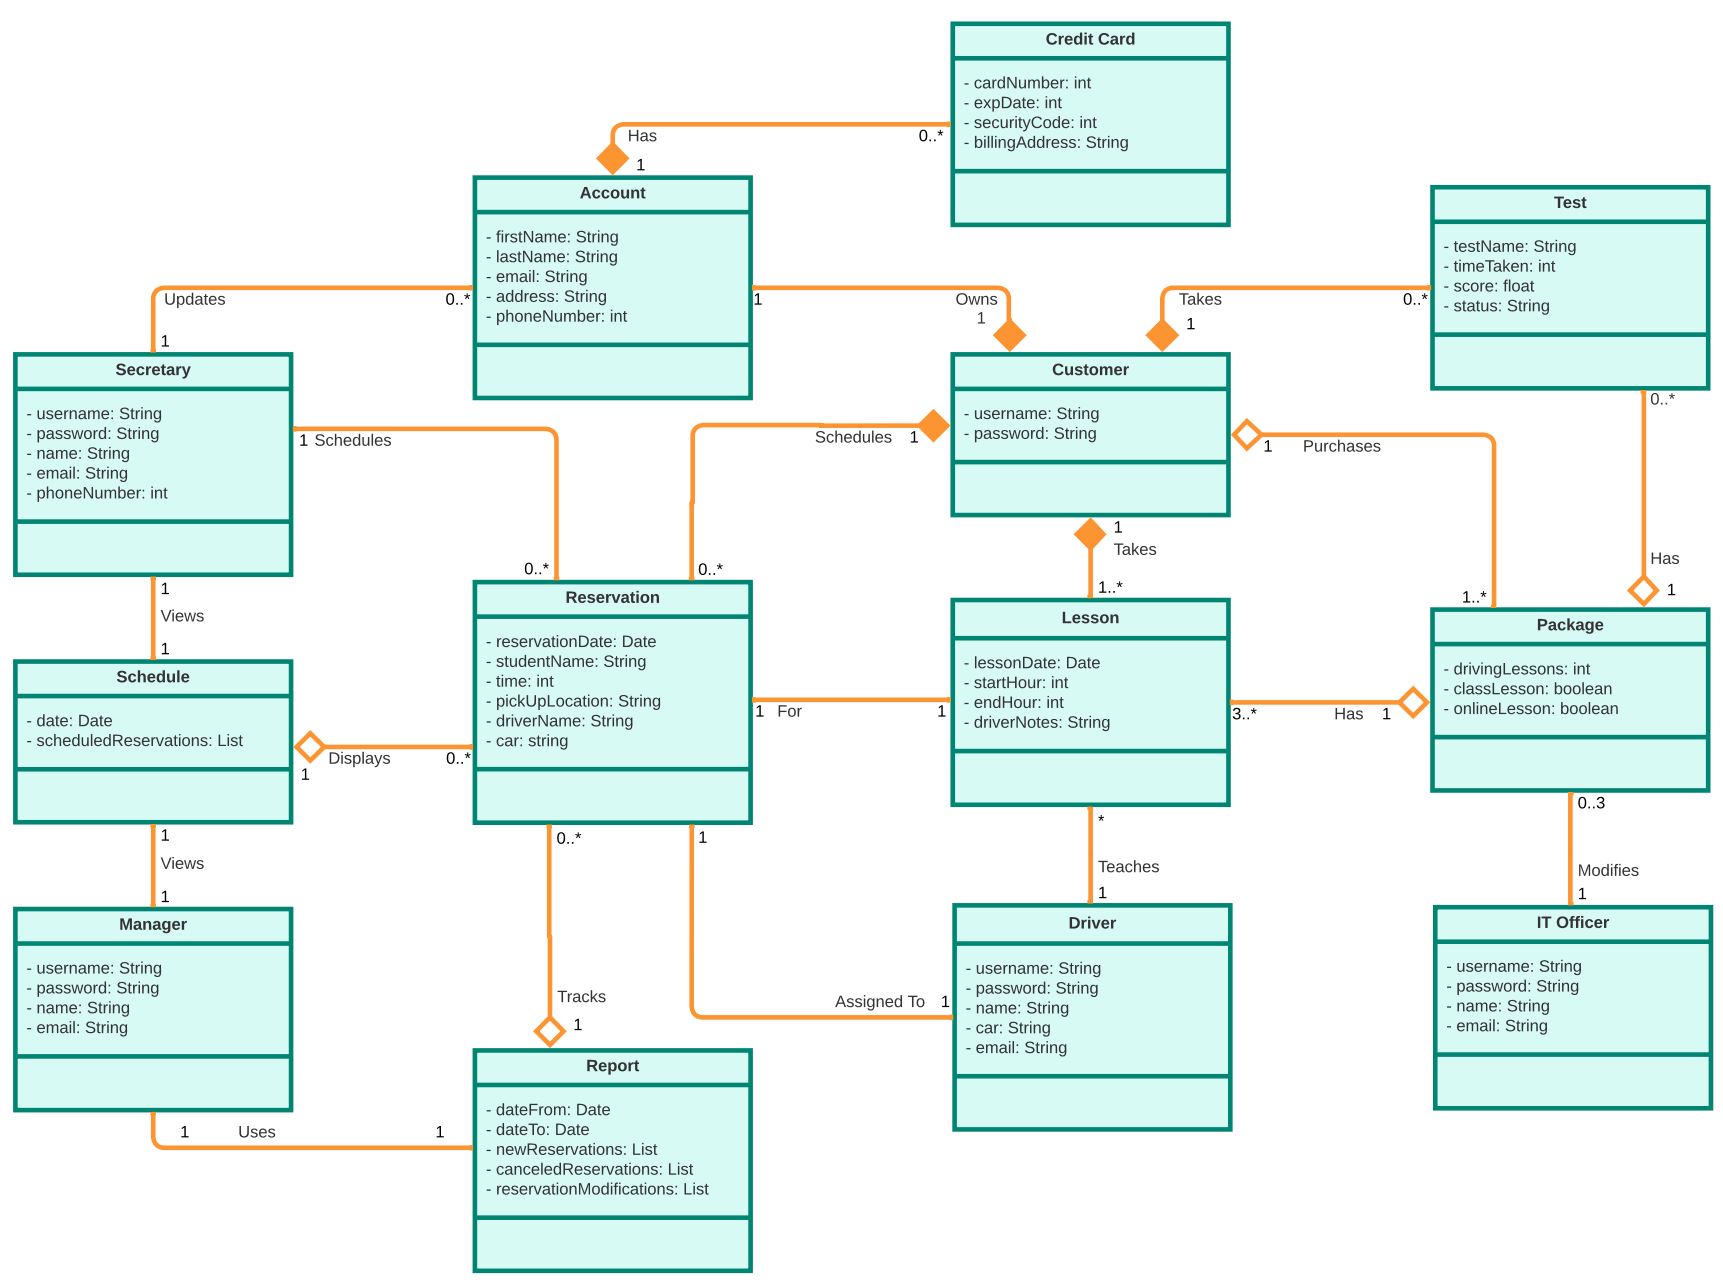 Credit Card
- cardNumber: int
- expDate: int
- securityCode: int
- billingAddress: String
Has
0..*
1
Account
- firstName: String
- lastName: String
- email: String
- address: String
- phoneNumber: int
Test
- testName: String
- timeTaken: int
- score: float
- status: String
Updates
0..*
1
1
Owns
1
Takes
0..*
1
Secretary
- username: String
- password: String
- name: String
- email: String
- phoneNumber: int
Customer
- username: String
- password: String
1 Schedules
0..*
Schedules
1
0..*
1
Purchases
1..*
0..*
Has
1
1
Takes
1..*
1
Views
1
Reservation
- reservationDate: Date
- studentName: String
- time: int
- pickUpLocation: String
- driverName: String
- car: string
Lesson
- lessonDate: Date
- startHour: int
- endHour: int
- driverNotes: String
Package
- drivingLessons: int
- classLesson: boolean
- onlineLesson: boolean
Schedule
- date: Date
- scheduledReservations: List
1
For
1
3..*
Has
1
1
Displays
0..*
1
Views
1
0..*
Tracks
1
1
Assigned To
1
*
Teaches
1
0..3
Modifies
1
Manager
- username: String
- password: String
- name: String
- email: String
Driver
- username: String
- password: String
- name: String
- car: String
- email: String
IT Officer
- username: String
- password: String
- name: String
- email: String
Report
- dateFrom: Date
- dateTo: Date
- newReservations: List
- canceledReservations: List
- reservationModifications: List
1
Uses
1